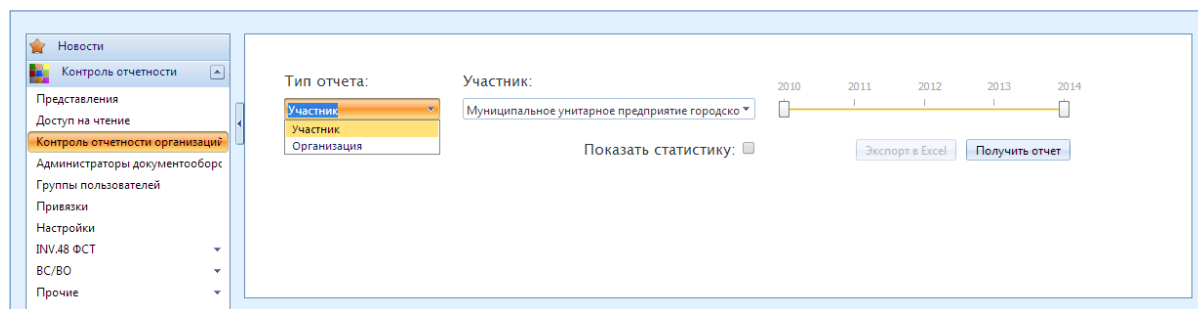 Новости
Контроль отчетности
Представления
Доступ на чтение
Контроль отчетности организаций
Администраторы документооборо
Группы пользователей
Привязки
Настройки
INV.48 ФСТ
ВС/ВО
Прочие
Тип отчета:
Участник
Участник
Организация
Участник:
Муниципальное унитарное предприятие городско
2010 2011 2012 2013 2014
Показать статистику:
Экспорт в Excel Получить отчет